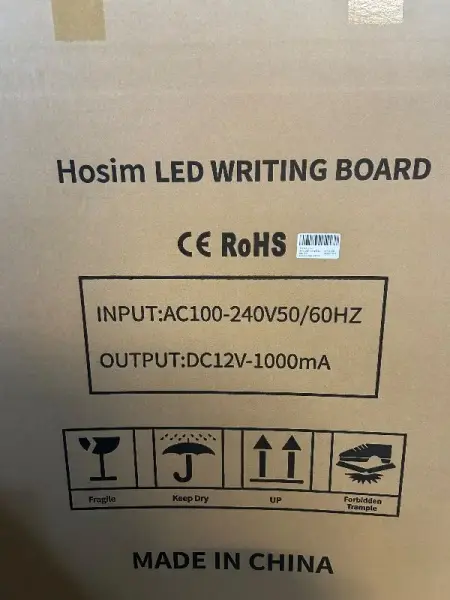 Hosim LED WRITING BOARD
CE RoHS
INPUT:AC100-240V50/60HZ
OUTPUT:DC12V-1000mA
Fragile
Keep Dry
UP
Forbidden
Trample
MADE IN CHINA